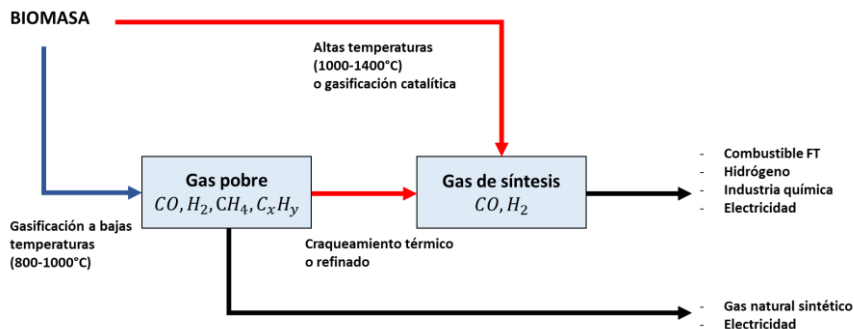 BIOMASA
Altas temperaturas
(1000-1400°C)
o gasificación catalítica
Gas pobre
CO, H₂, CH₄, CₓHᵧ
Gas de síntesis
CO, H₂
- Combustible FT
- Hidrógeno
- Industria química
- Electricidad
Gasificación a bajas
temperaturas
(800-1000°C)
Craqueamiento térmico
o refinado
- Gas natural sintético
- Electricidad